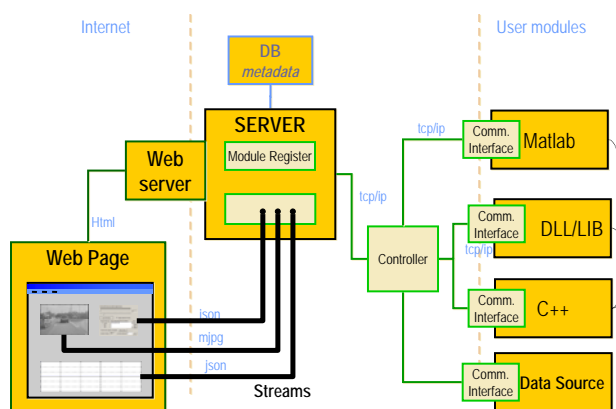 Internet
User modules
DB
metadata
SERVER
Module Register
Web
server
tcp/ip
tcp/ip
Comm.
Interface
Matlab
Html
Web Page
Controller
Comm.
Interface
DLL/LIB
tcp/ip
Comm.
Interface
C++
json
mjpg
json
Streams
Comm.
Interface
Data Source